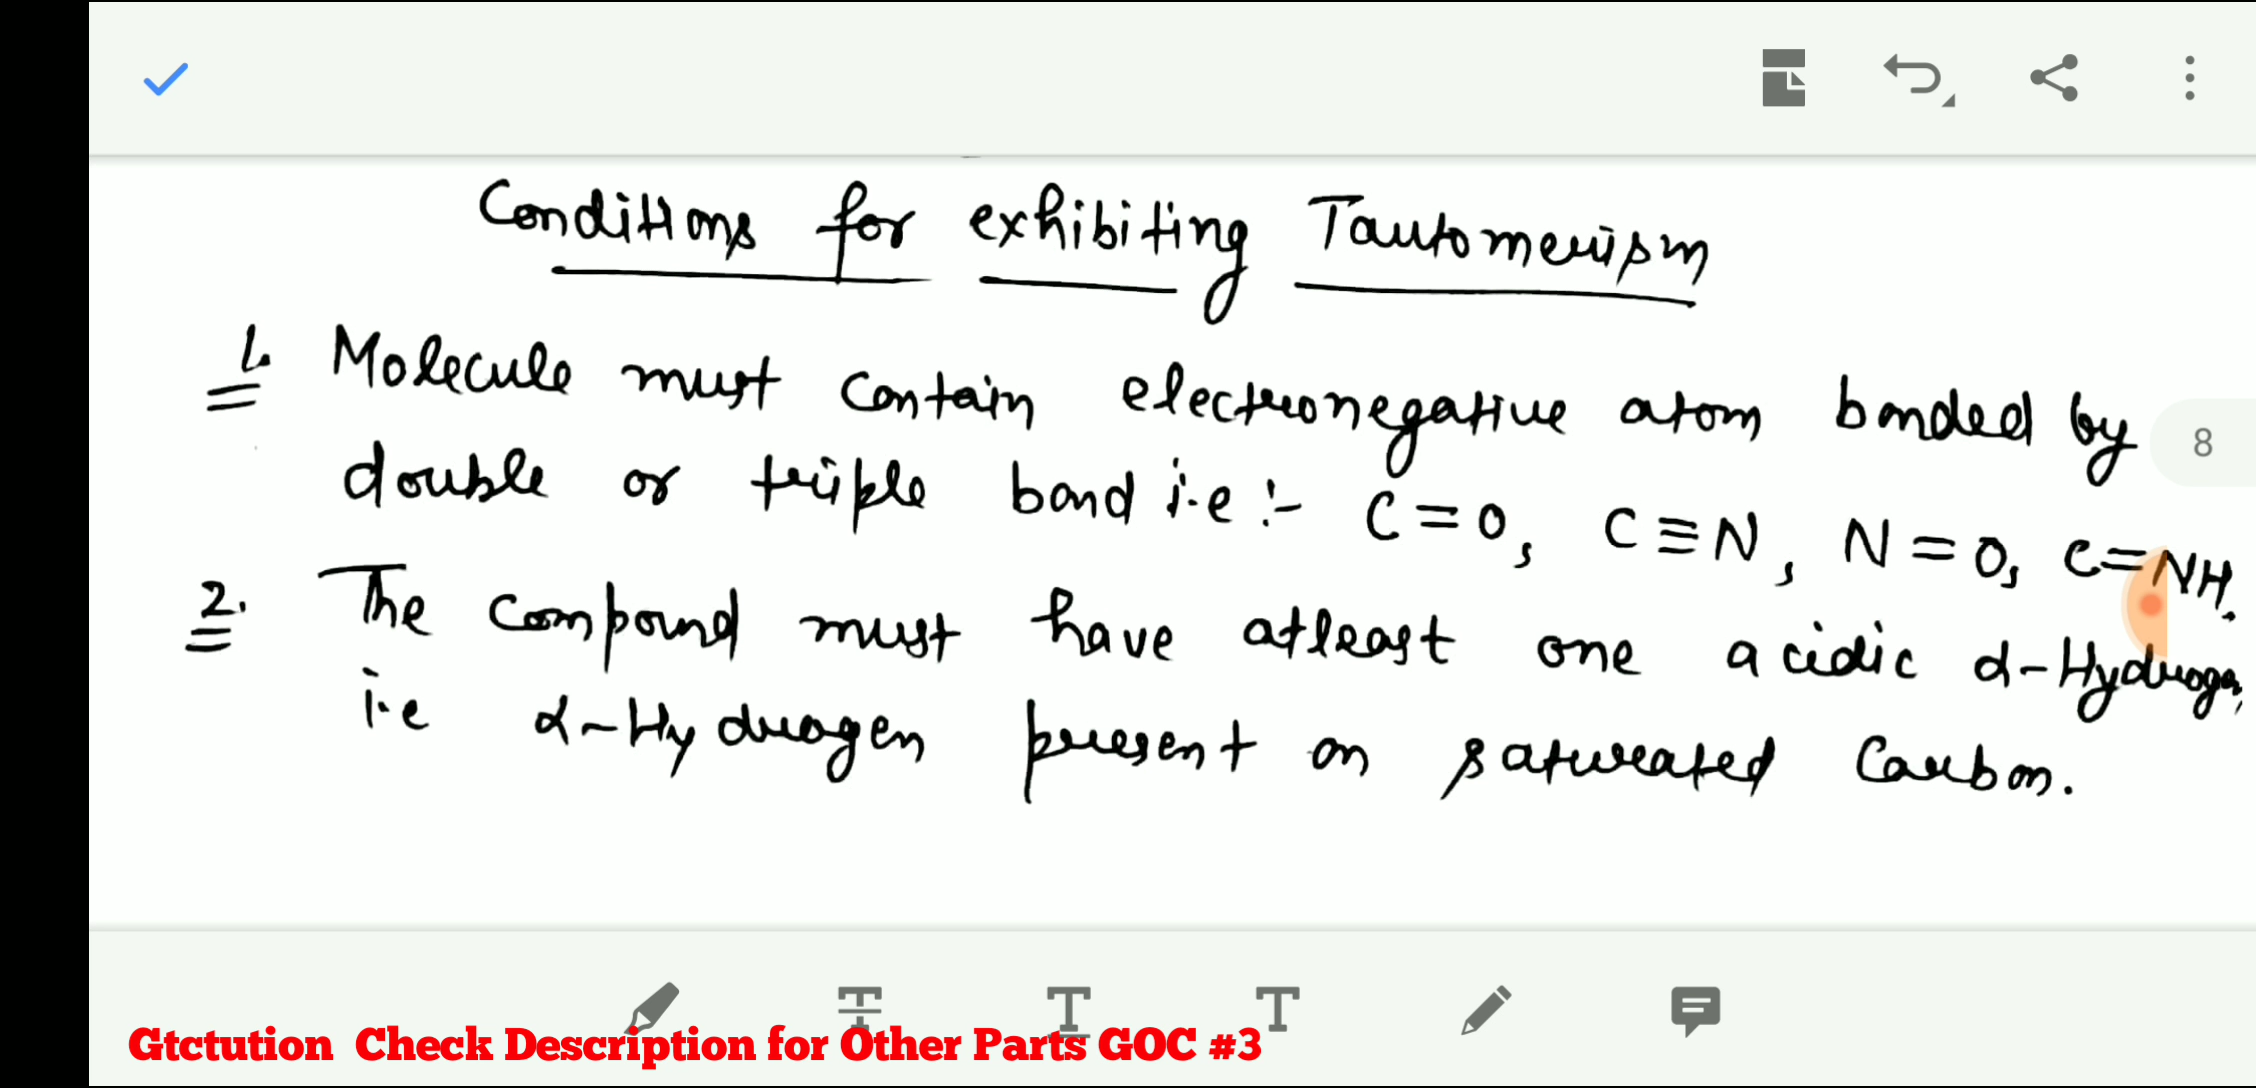 Conditions for exhibiting Tautomerism
1. Molecule must contain electronegative atom bonded by
8
double or triple bond i.e :- C=O, C≡N, N=O, C=NH.
2. The compound must have atleast one acidic α-Hydrogen,
i.e α-Hydrogen present on saturated Carbon.
Gtctution Check Description for Other Parts GOC #3